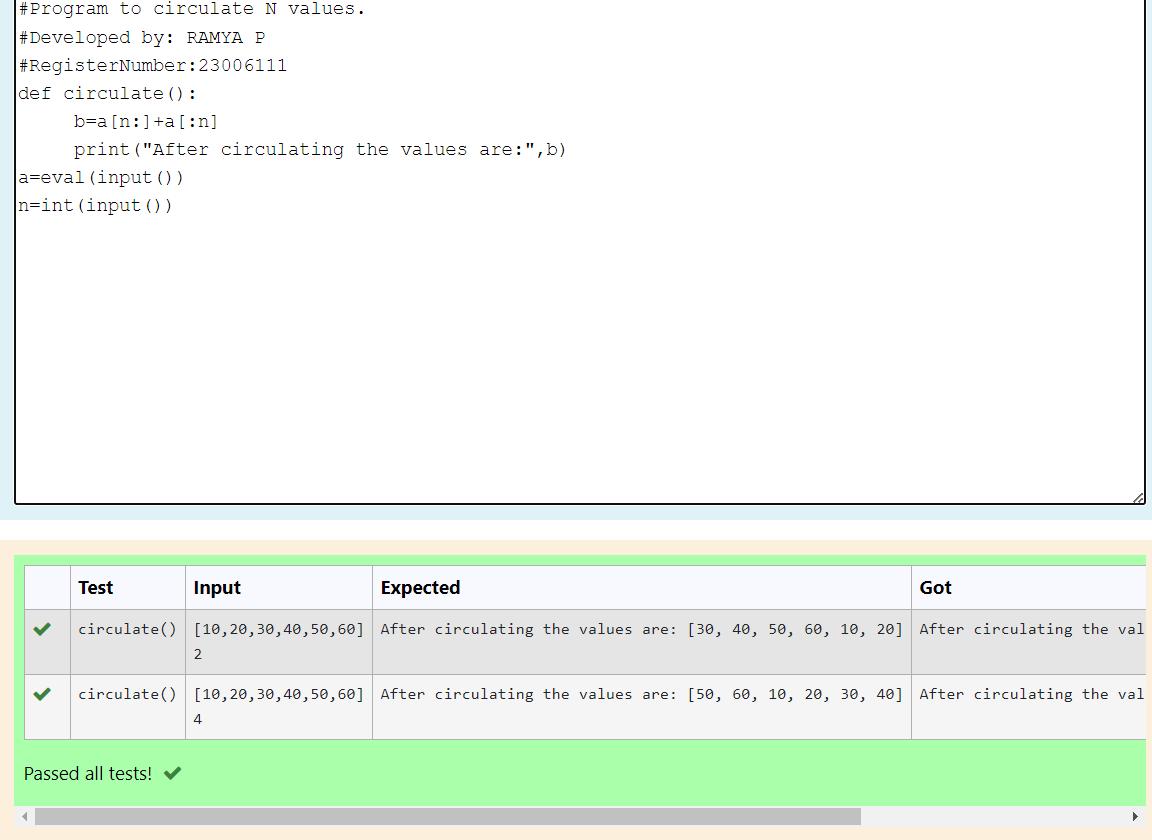 #Program to circulate N values.
#Developed by: RAMYA P
#RegisterNumber:23006111
def circulate():
     b=a[n:]+a[:n]
     print("After circulating the values are:",b)
a=eval(input())
n=int(input())
Test Input Expected Got
circulate() [10,20,30,40,50,60] After circulating the values are: [30, 40, 50, 60, 10, 20] After circulating the val
2
circulate() [10,20,30,40,50,60] After circulating the values are: [50, 60, 10, 20, 30, 40] After circulating the val
4
Passed all tests!